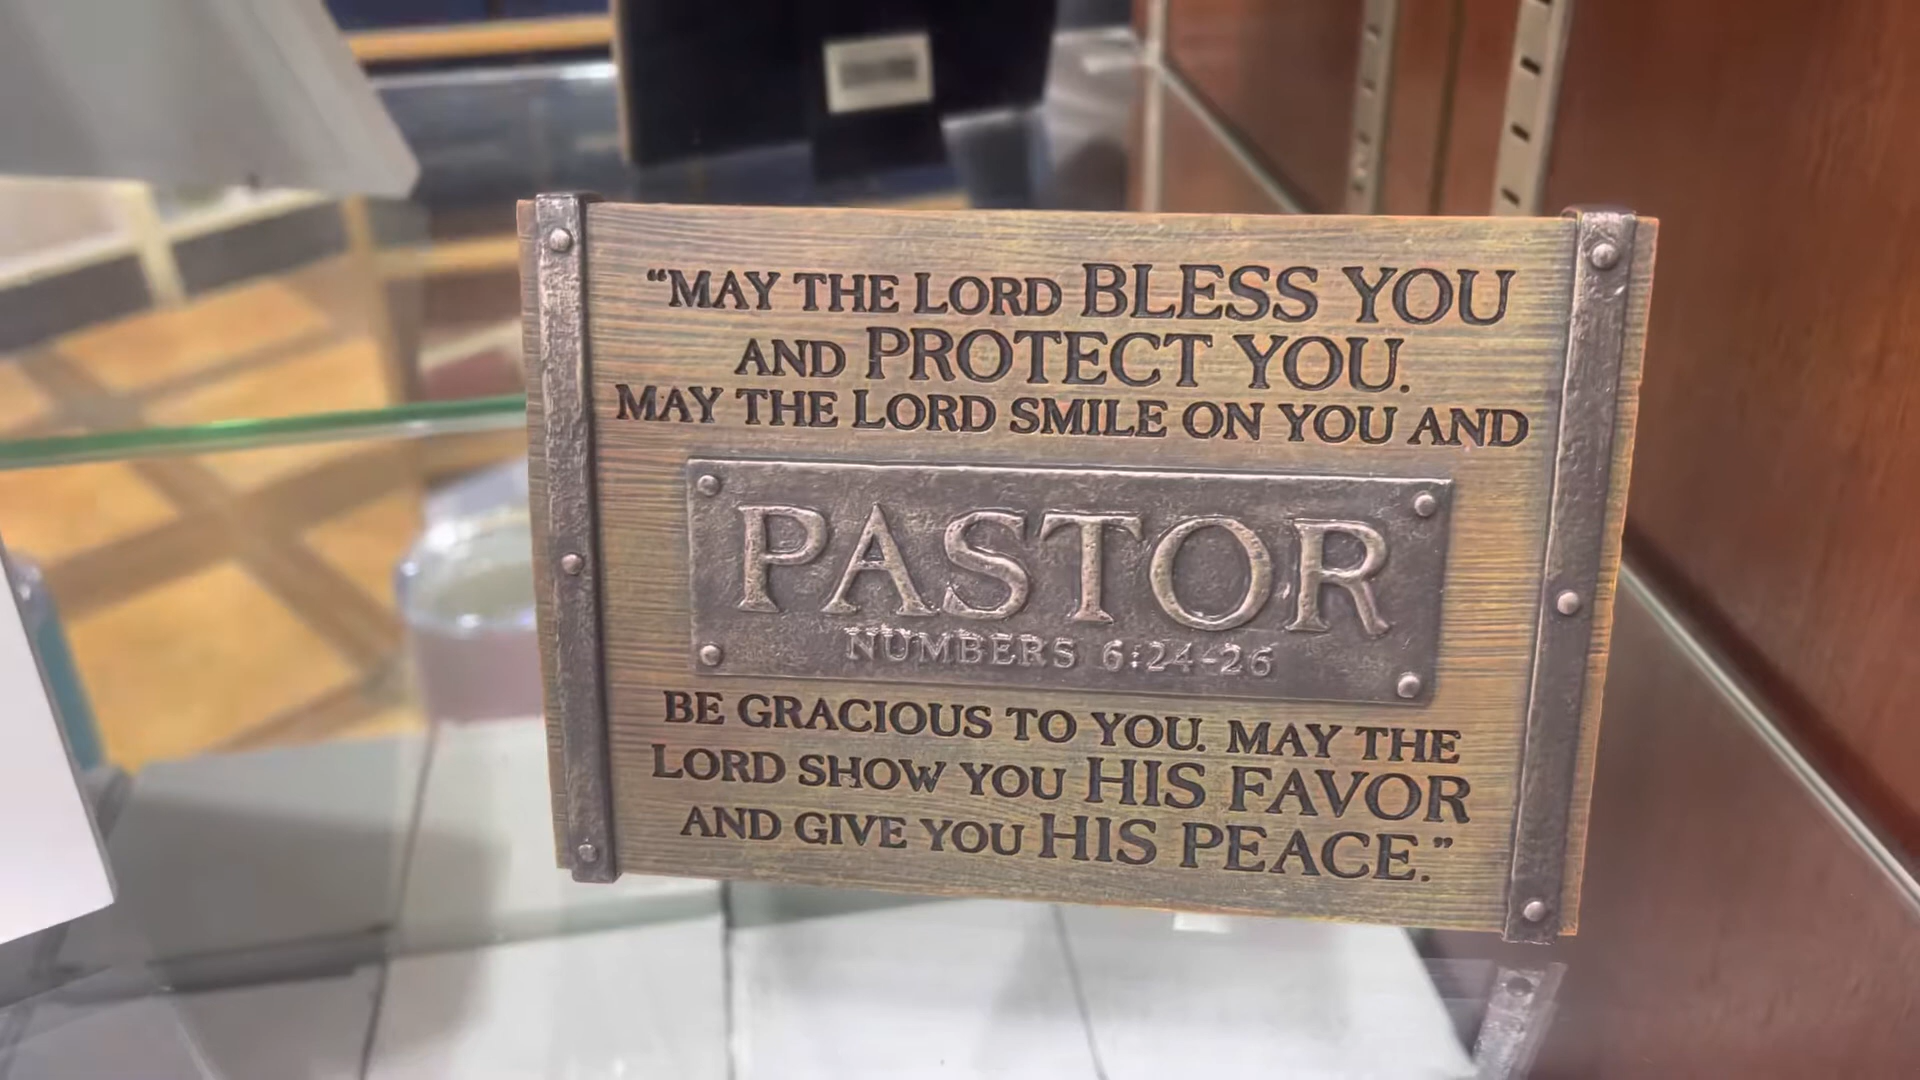 “MAY THE LORD BLESS YOU
AND PROTECT YOU.
MAY THE LORD SMILE ON YOU AND
PASTOR
NUMBERS 6:24-26
BE GRACIOUS TO YOU. MAY THE
LORD SHOW YOU HIS FAVOR
AND GIVE YOU HIS PEACE.”